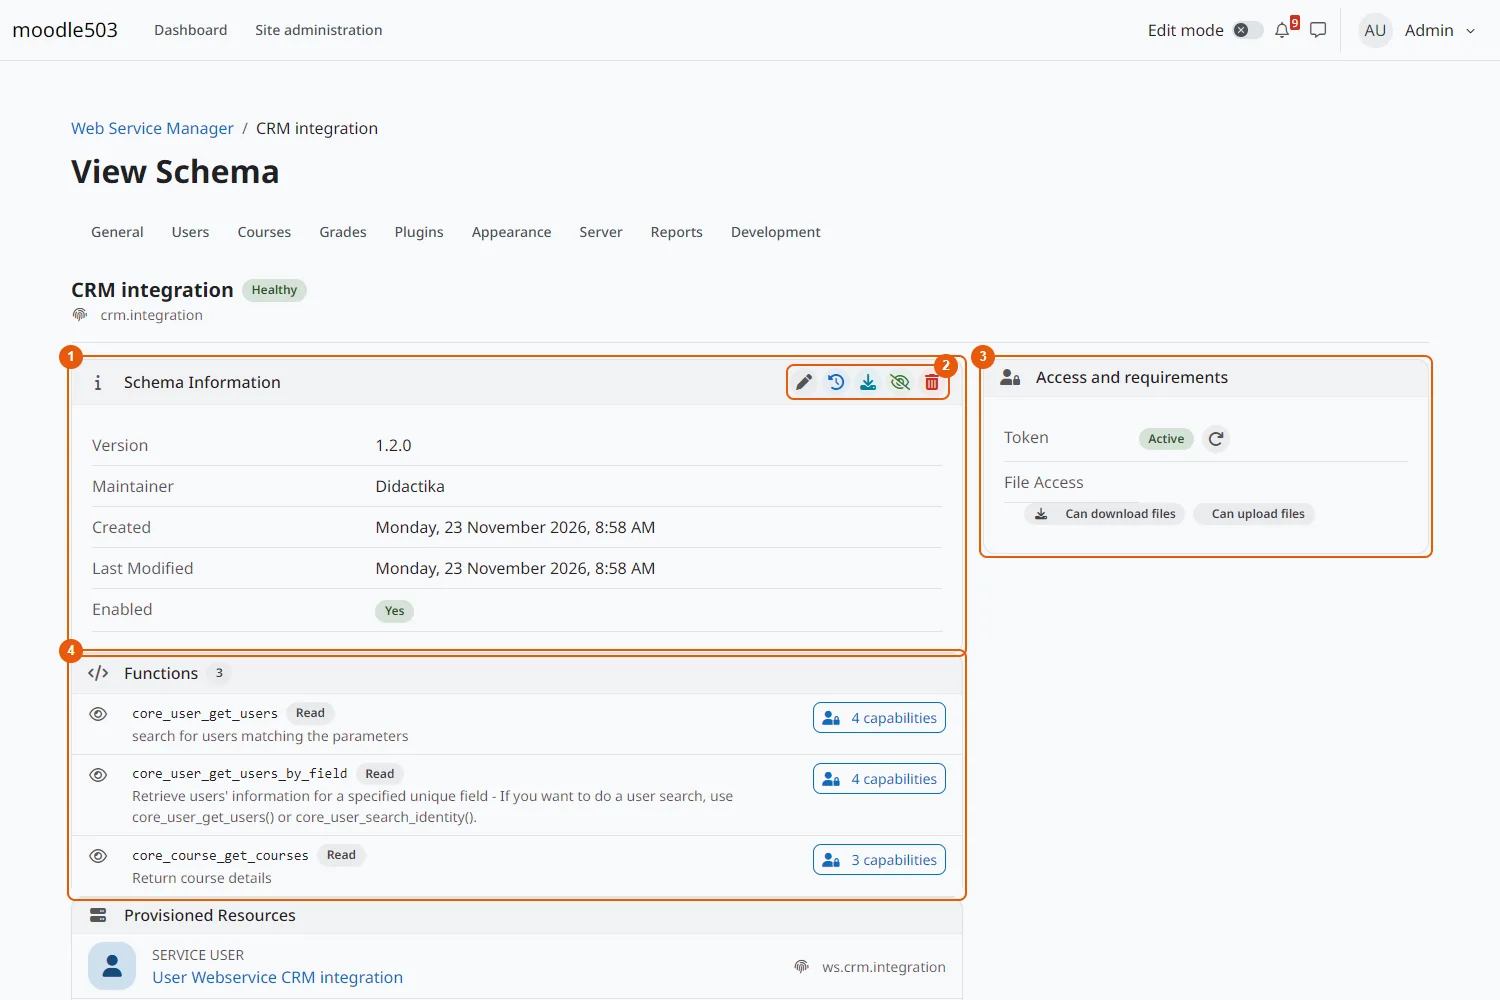 moodle503 Dashboard Site administration Edit mode 9 AU Admin
Web Service Manager / CRM integration
View Schema
General Users Courses Grades Plugins Appearance Server Reports Development
CRM integration Healthy
crm.integration
1 2 3
Schema Information
Access and requirements
Version 1.2.0
Token Active
Maintainer Didactika
File Access
Can download files Can upload files
Created Monday, 23 November 2026, 8:58 AM
Last Modified Monday, 23 November 2026, 8:58 AM
Enabled Yes
4
Functions 3
core_user_get_users Read 4 capabilities
search for users matching the parameters
core_user_get_users_by_field Read 4 capabilities
Retrieve users' information for a specified unique field - If you want to do a user search, use
core_user_get_users() or core_user_search_identity().
core_course_get_courses Read 3 capabilities
Return course details
Provisioned Resources
SERVICE USER
User Webservice CRM integration ws.crm.integration